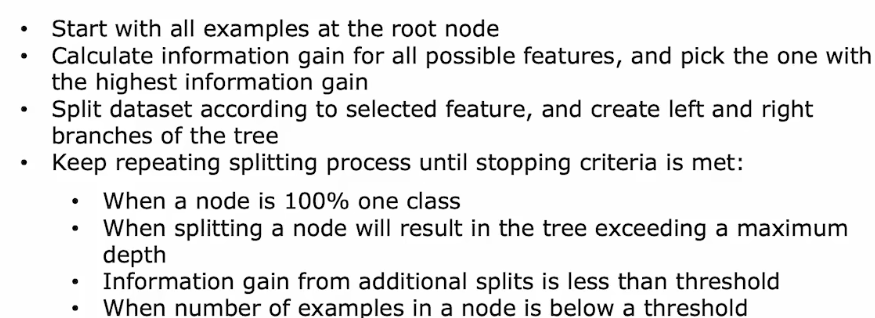 • Start with all examples at the root node
• Calculate information gain for all possible features, and pick the one with
the highest information gain
• Split dataset according to selected feature, and create left and right
branches of the tree
• Keep repeating splitting process until stopping criteria is met:
• When a node is 100% one class
• When splitting a node will result in the tree exceeding a maximum
depth
• Information gain from additional splits is less than threshold
• When number of examples in a node is below a threshold